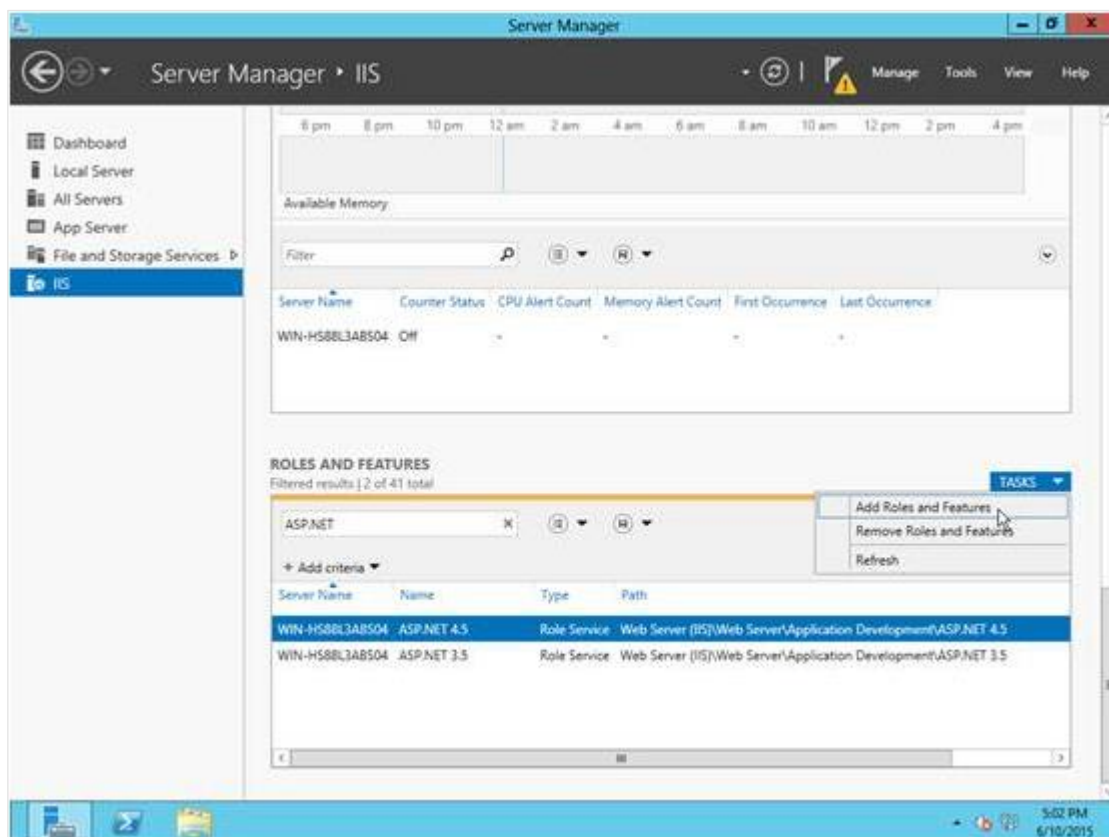 Server Manager
Server Manager • IIS
Manage Tools View Help
Dashboard
Local Server
All Servers
App Server
File and Storage Services
IIS
6 pm 8 pm 10 pm 12 am 2 am 4 am 6 am 8 am 10 am 12 pm 2 pm 4 pm
Available Memory
Filter
Server Name Counter Status CPU Alert Count Memory Alert Count First Occurrence Last Occurrence
WIN-HS88L3ABS04 Off - - - -
ROLES AND FEATURES
Filtered results | 2 of 41 total
TASKS
Add Roles and Features
Remove Roles and Features
Refresh
ASP.NET
+ Add criteria
Server Name Name Type Path
WIN-HS88L3ABS04 ASP.NET 4.5 Role Service Web Server (IIS)\Web Server\Application Development\ASP.NET 4.5
WIN-HS88L3ABS04 ASP.NET 3.5 Role Service Web Server (IIS)\Web Server\Application Development\ASP.NET 3.5
5:02 PM
6/10/2015